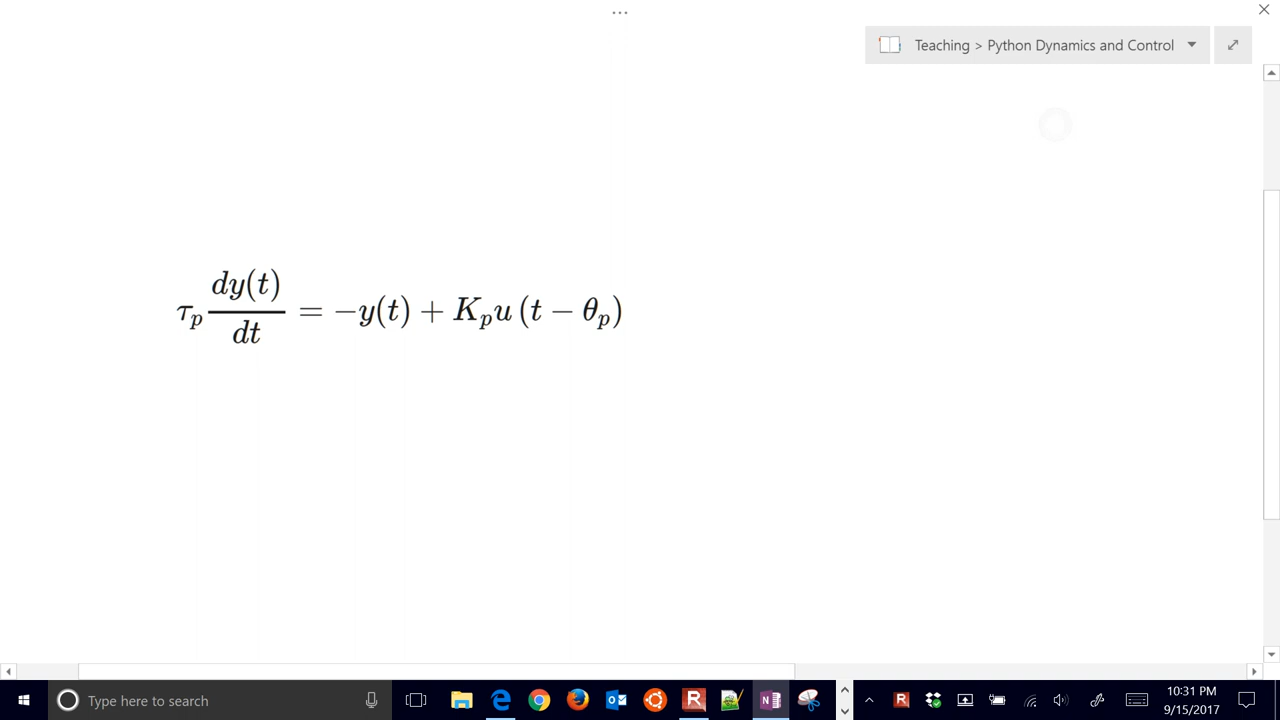 ...
Teaching > Python Dynamics and Control
τ_p dy(t)/dt = −y(t) + K_p u (t − θ_p)
Type here to search
10:31 PM
9/15/2017